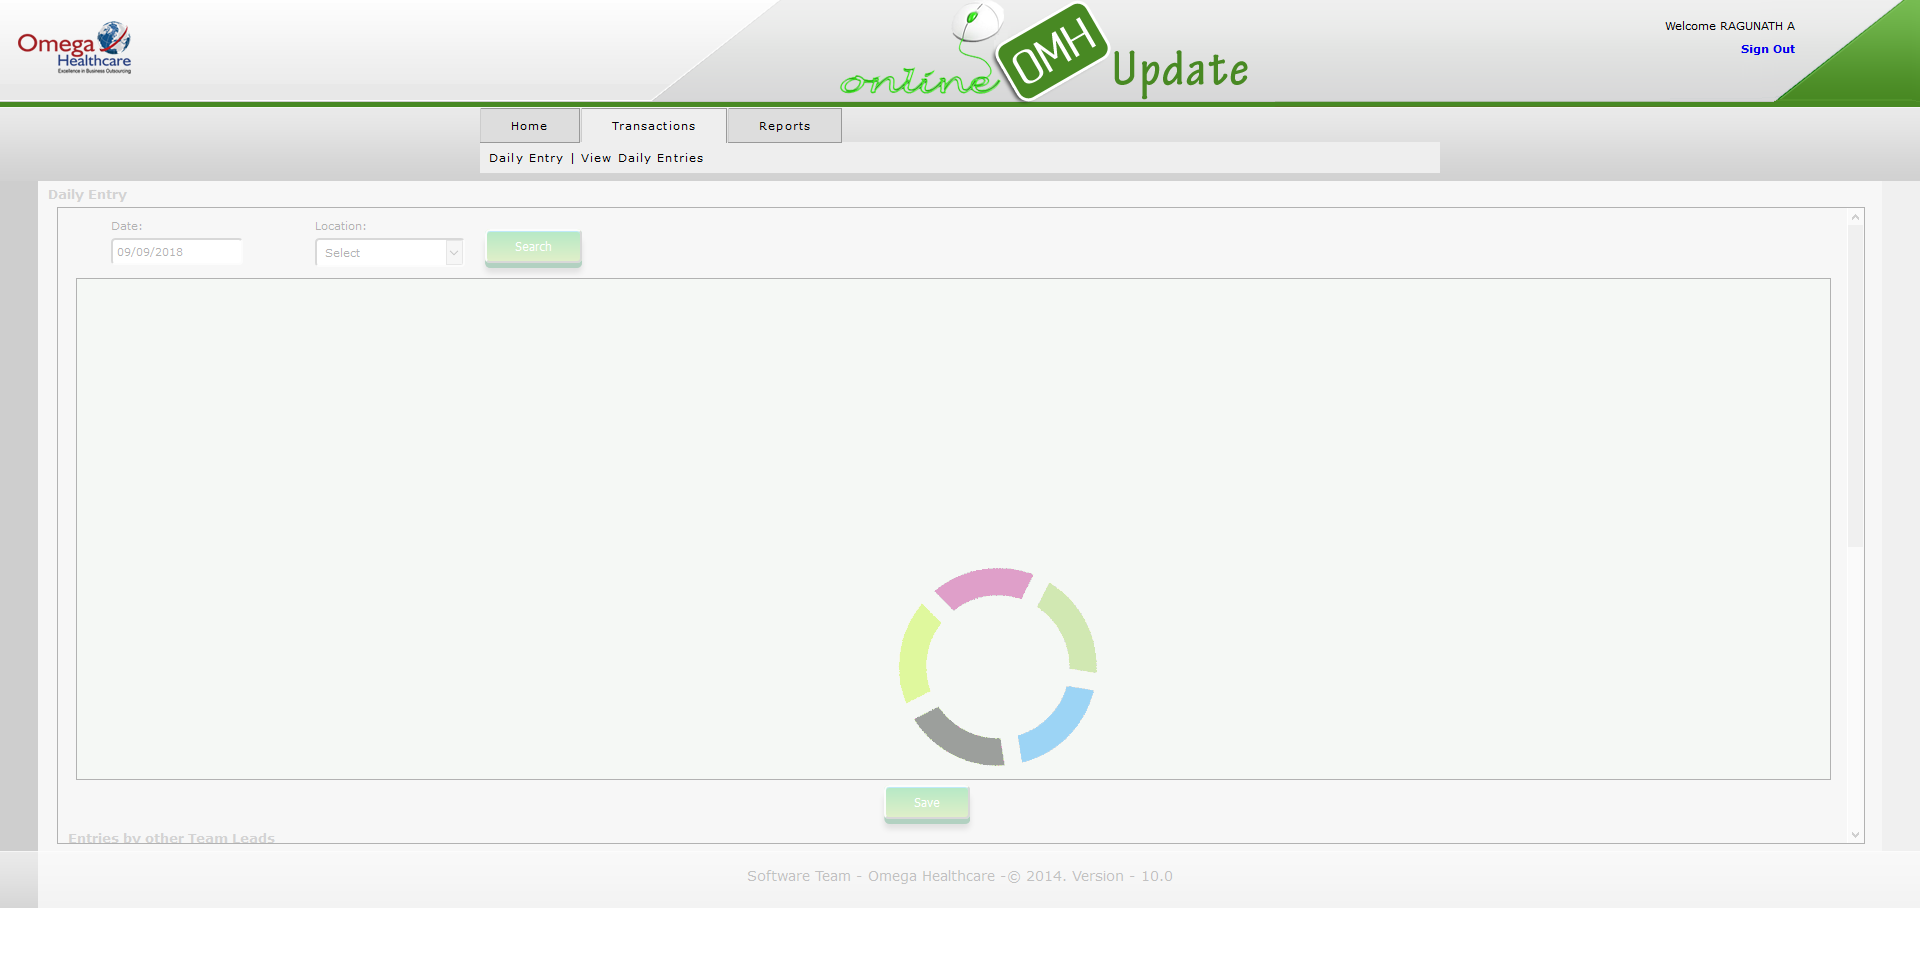 Omega
Healthcare
Excellence in Business Outsourcing
online OMH Update
Welcome RAGUNATH A
Sign Out
Home Transactions Reports
Daily Entry | View Daily Entries
Daily Entry
Date: Location:
09/09/2018 Select Search
Save
Entries by other Team Leads
Software Team - Omega Healthcare -© 2014. Version - 10.0